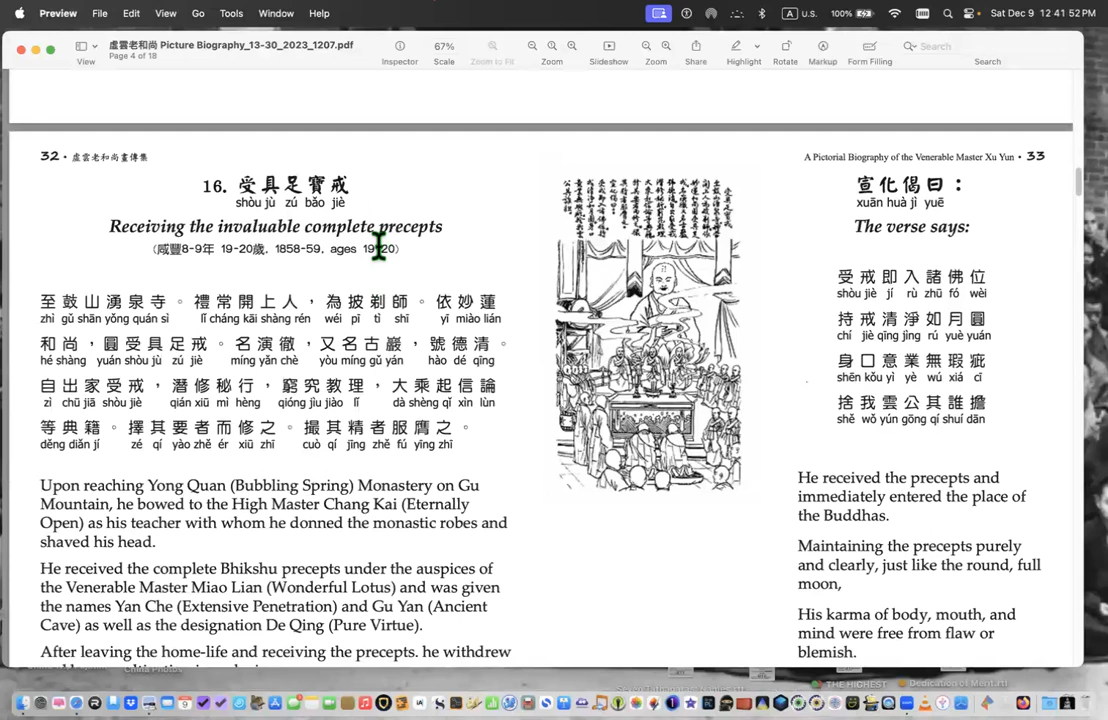 Preview File Edit View Go Tools Window Help
U.S. 100% Sat Dec 9 12 41 52 PM
虛雲老和尚 Picture Biography_13-30_2023_1207.pdf
Page 4 of 18
View
67%
Search
Inspector Scale Zoom to Fit Zoom Slideshow Zoom Share Highlight Rotate Markup Form Filling Search
32 • 虛雲老和尚畫傳集
16. 受具足寶戒
shòu jù zú bǎo jiè
Receiving the invaluable complete precepts
(咸豐8-9年 19-20歲. 1858-59, ages 19-20)
至鼓山湧泉寺。禮常開上人,為披剃師。依妙蓮
zhì gǔ shān yǒng quán sì lǐ cháng kāi shàng rén wéi pī tì shī yī miào lián
和尚,圓受具足戒。名演徹,又名古巖,號德清。
hé shàng yuán shòu jù zú jiè míng yǎn chè yòu míng gǔ yán hào dé qīng
自出家受戒,潛修秘行,窮究教理,大乘起信論
zì chū jiā shòu jiè qián xiū mì hèng qióng jiù jiào lǐ dà shèng qǐ xìn lùn
等典籍。擇其要者而修之。撮其精者服膺之。
děng diǎn jí zé qí yào zhě ér xiū zhī cuò qí jīng zhě fú yīng zhī
Upon reaching Yong Quan (Bubbling Spring) Monastery on Gu
Mountain, he bowed to the High Master Chang Kai (Eternally
Open) as his teacher with whom he donned the monastic robes and
shaved his head.
He received the complete Bhikshu precepts under the auspices of
the Venerable Master Miao Lian (Wonderful Lotus) and was given
the names Yan Che (Extensive Penetration) and Gu Yan (Ancient
Cave) as well as the designation De Qing (Pure Virtue).
After leaving the home-life and receiving the precepts. he withdrew
A Pictorial Biography of the Venerable Master Xu Yun • 33
宣化偈曰:
xuān huà jì yuē
The verse says:
受戒即入諸佛位
shòu jiè jí rù zhū fó wèi
持戒清淨如月圓
chí jiè qīng jìng rú yuè yuán
身口意業無瑕疵
shēn kǒu yì yè wú xiá cī
捨我雲公其誰擔
shě wǒ yún gōng qí shuí dān
He received the precepts and
immediately entered the place of
the Buddhas.
Maintaining the precepts purely
and clearly, just like the round, full
moon,
His karma of body, mouth, and
mind were free from flaw or
blemish.